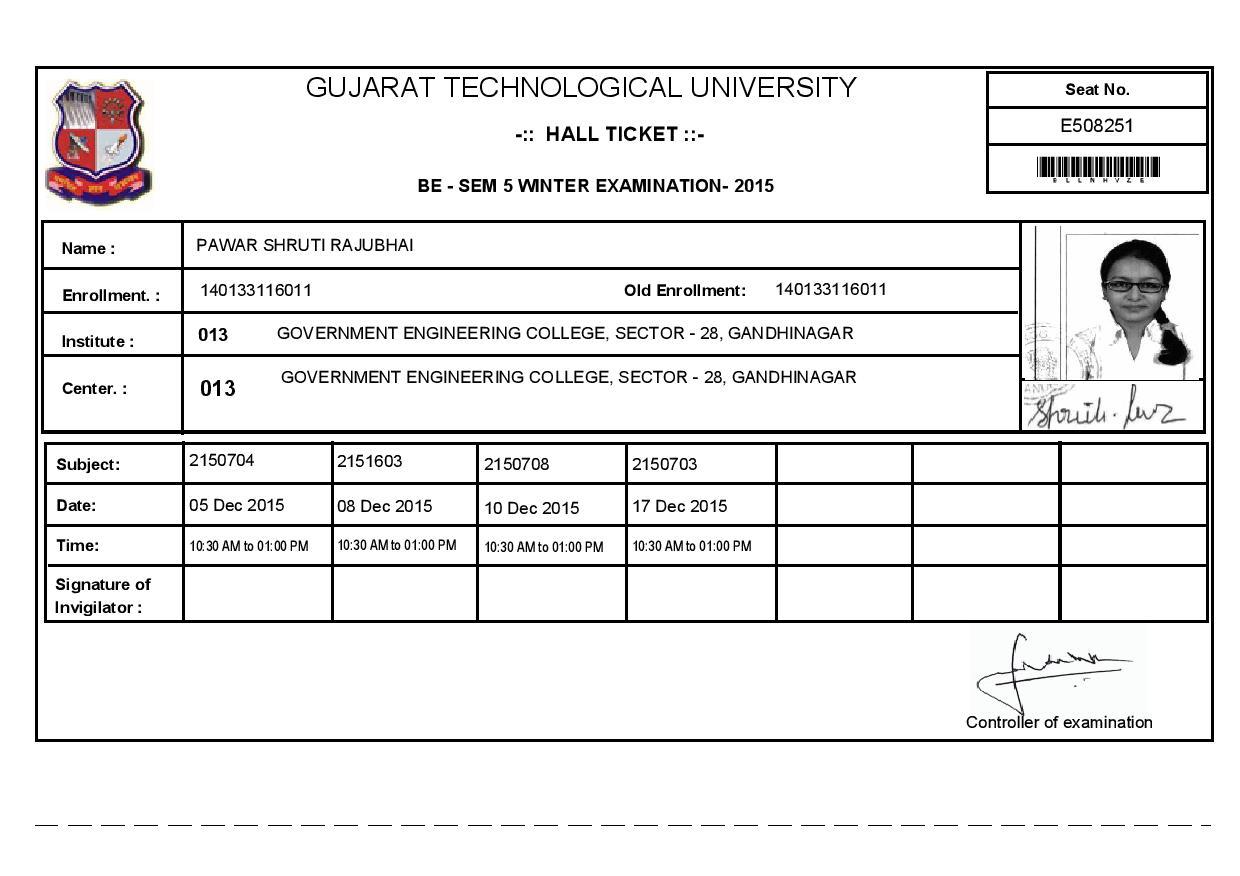 GUJARAT TECHNOLOGICAL UNIVERSITY
-:: HALL TICKET ::-
BE - SEM 5 WINTER EXAMINATION- 2015
Seat No.
E508251
9 L L N H V Z E
Name : PAWAR SHRUTI RAJUBHAI
Enrollment. : 140133116011 Old Enrollment: 140133116011
Institute : 013 GOVERNMENT ENGINEERING COLLEGE, SECTOR - 28, GANDHINAGAR
Center. : 013 GOVERNMENT ENGINEERING COLLEGE, SECTOR - 28, GANDHINAGAR
Subject: 2150704 2151603 2150708 2150703
Date: 05 Dec 2015 08 Dec 2015 10 Dec 2015 17 Dec 2015
Time: 10:30 AM to 01:00 PM 10:30 AM to 01:00 PM 10:30 AM to 01:00 PM 10:30 AM to 01:00 PM
Signature of
Invigilator :
Controller of examination